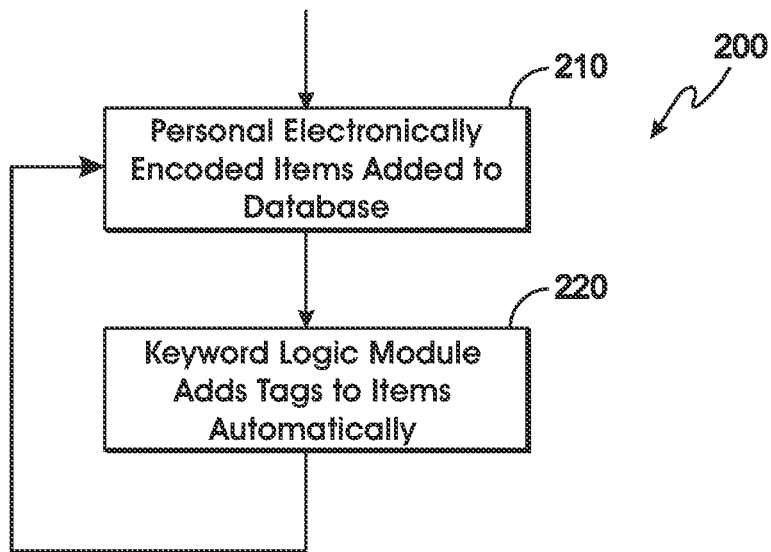 200
210
Personal Electronically
Encoded Items Added to
Database
220
Keyword Logic Module
Adds Tags to Items
Automatically